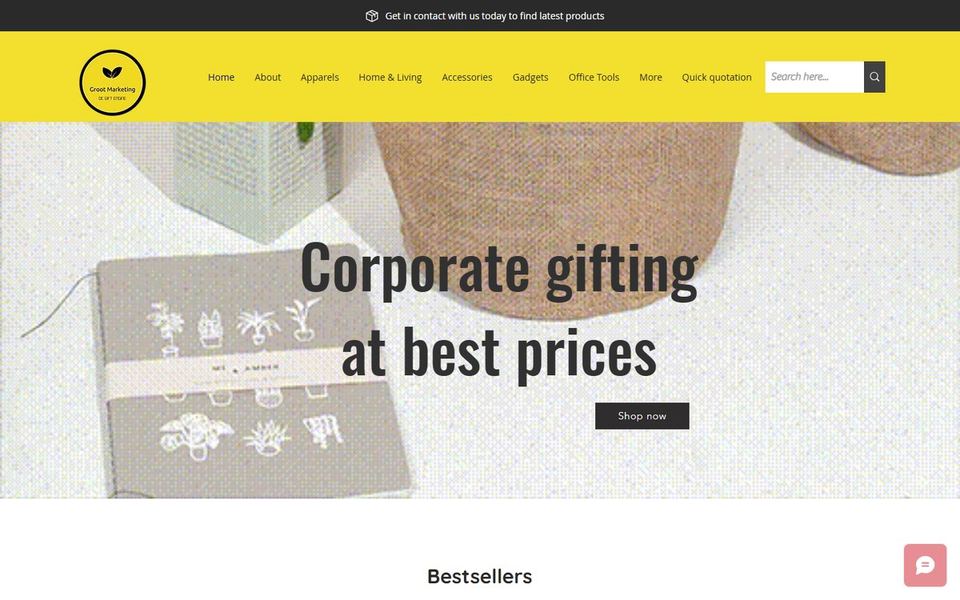 Get in contact with us today to find latest products
Groot Marketing
Home
About
Apparels
Home & Living
Accessories
Gadgets
Office Tools
More
Quick quotation
Search here...
Corporate gifting
at best prices
Shop now
Bestsellers